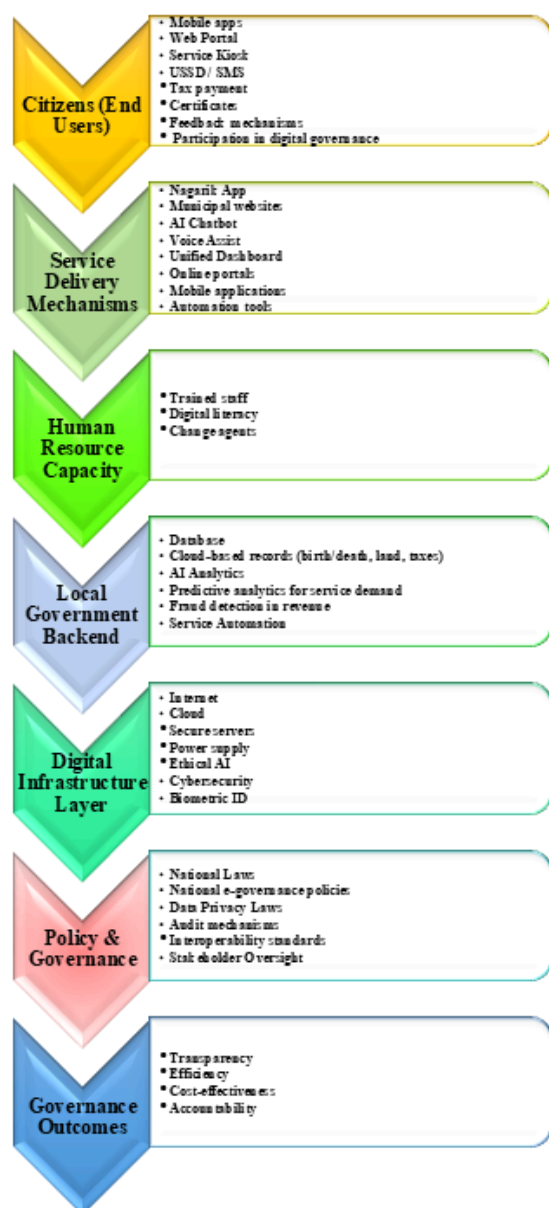 Citizens (End
Users)
• Mobile apps
• Web Portal
• Service Kiosk
• USSD / SMS
• Tax payment
• Certificates
• Feedback mechanisms
• Participation in digital governance
Service
Delivery
Mechanisms
• Nagarik App
• Municipal websites
• AI Chatbot
• Voice Assist
• Unified Dashboard
• Online portals
• Mobile applications
• Automation tools
Human
Resource
Capacity
• Trained staff
• Digital literacy
• Change agents
Local
Government
Backend
• Database
• Cloud-based records (birth/death, land, taxes)
• AI Analytics
• Predictive analytics for service demand
• Fraud detection in revenue
• Service Automation
Digital
Infrastructure
Layer
• Internet
• Cloud
• Secure servers
• Power supply
• Ethical AI
• Cybersecurity
• Biometric ID
Policy &
Governance
• National Laws
• National e-governance policies
• Data Privacy Laws
• Audit mechanisms
• Interoperability standards
• Stakeholder Oversight
Governance
Outcomes
• Transparency
• Efficiency
• Cost-effectiveness
• Accountability